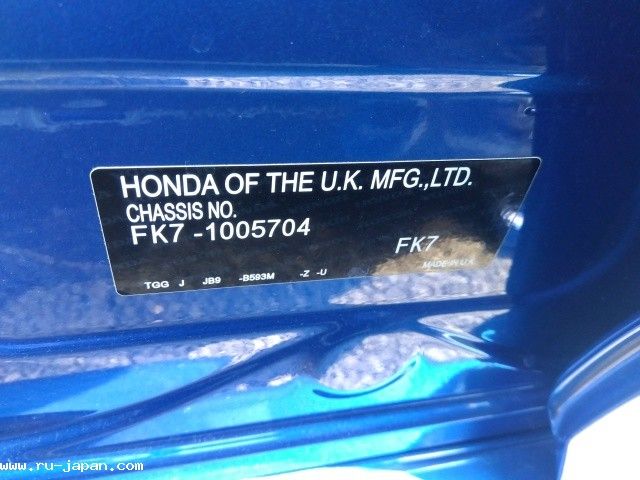 HONDA OF THE U.K. MFG.,LTD.
CHASSIS NO.
FK7 -1005704
FK7
TGG J JB9 -B593M -Z -U
MADE IN U.K.
www.ru-japan.com